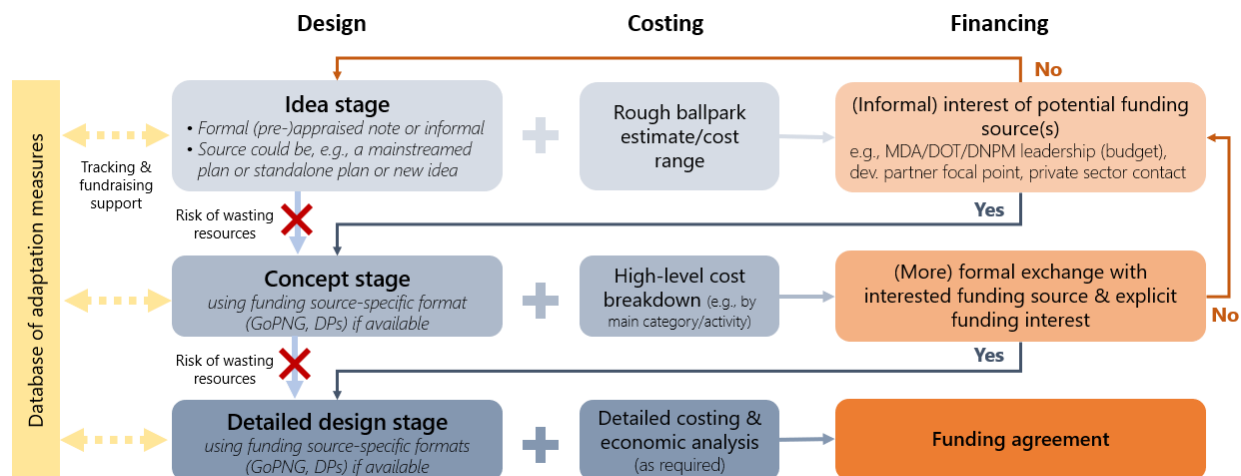 Design
Costing
Financing
No
Idea stage
• Formal (pre-)appraised note or informal
• Source could be, e.g., a mainstreamed
plan or standalone plan or new idea
Rough ballpark
estimate/cost
range
(Informal) interest of potential funding
source(s)
e.g., MDA/DOT/DNPM leadership (budget),
dev. partner focal point, private sector contact
Tracking &
fundraising
support
Database of adaptation measures
Risk of wasting
resources
Yes
Concept stage
using funding source-specific format
(GoPNG, DPs) if available
High-level cost
breakdown (e.g., by
main category/activity)
(More) formal exchange with
interested funding source & explicit
funding interest
No
Risk of wasting
resources
Yes
Detailed design stage
using funding source-specific formats
(GoPNG, DPs) if available
Detailed costing &
economic analysis
(as required)
Funding agreement